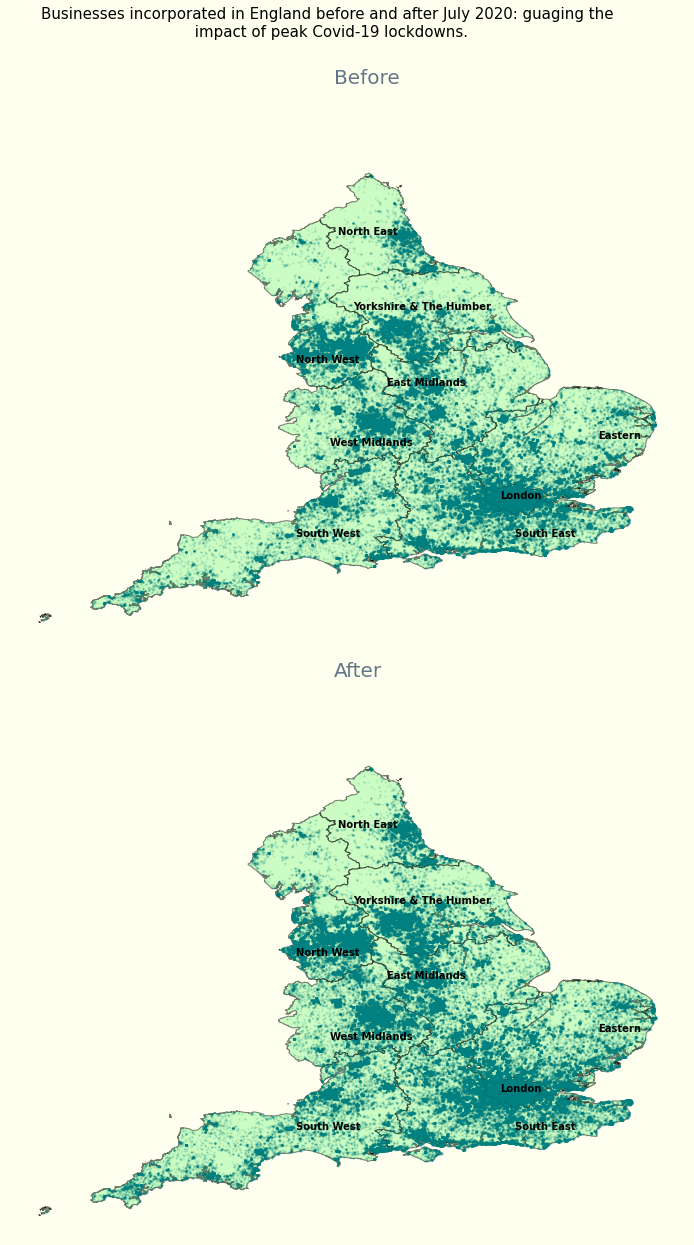 Businesses incorporated in England before and after July 2020: guaging the
impact of peak Covid-19 lockdowns.
Before
North East
Yorkshire & The Humber
North West
East Midlands
Eastern
West Midlands
London
South West
South East
After
North East
Yorkshire & The Humber
North West
East Midlands
Eastern
West Midlands
London
South West
South East